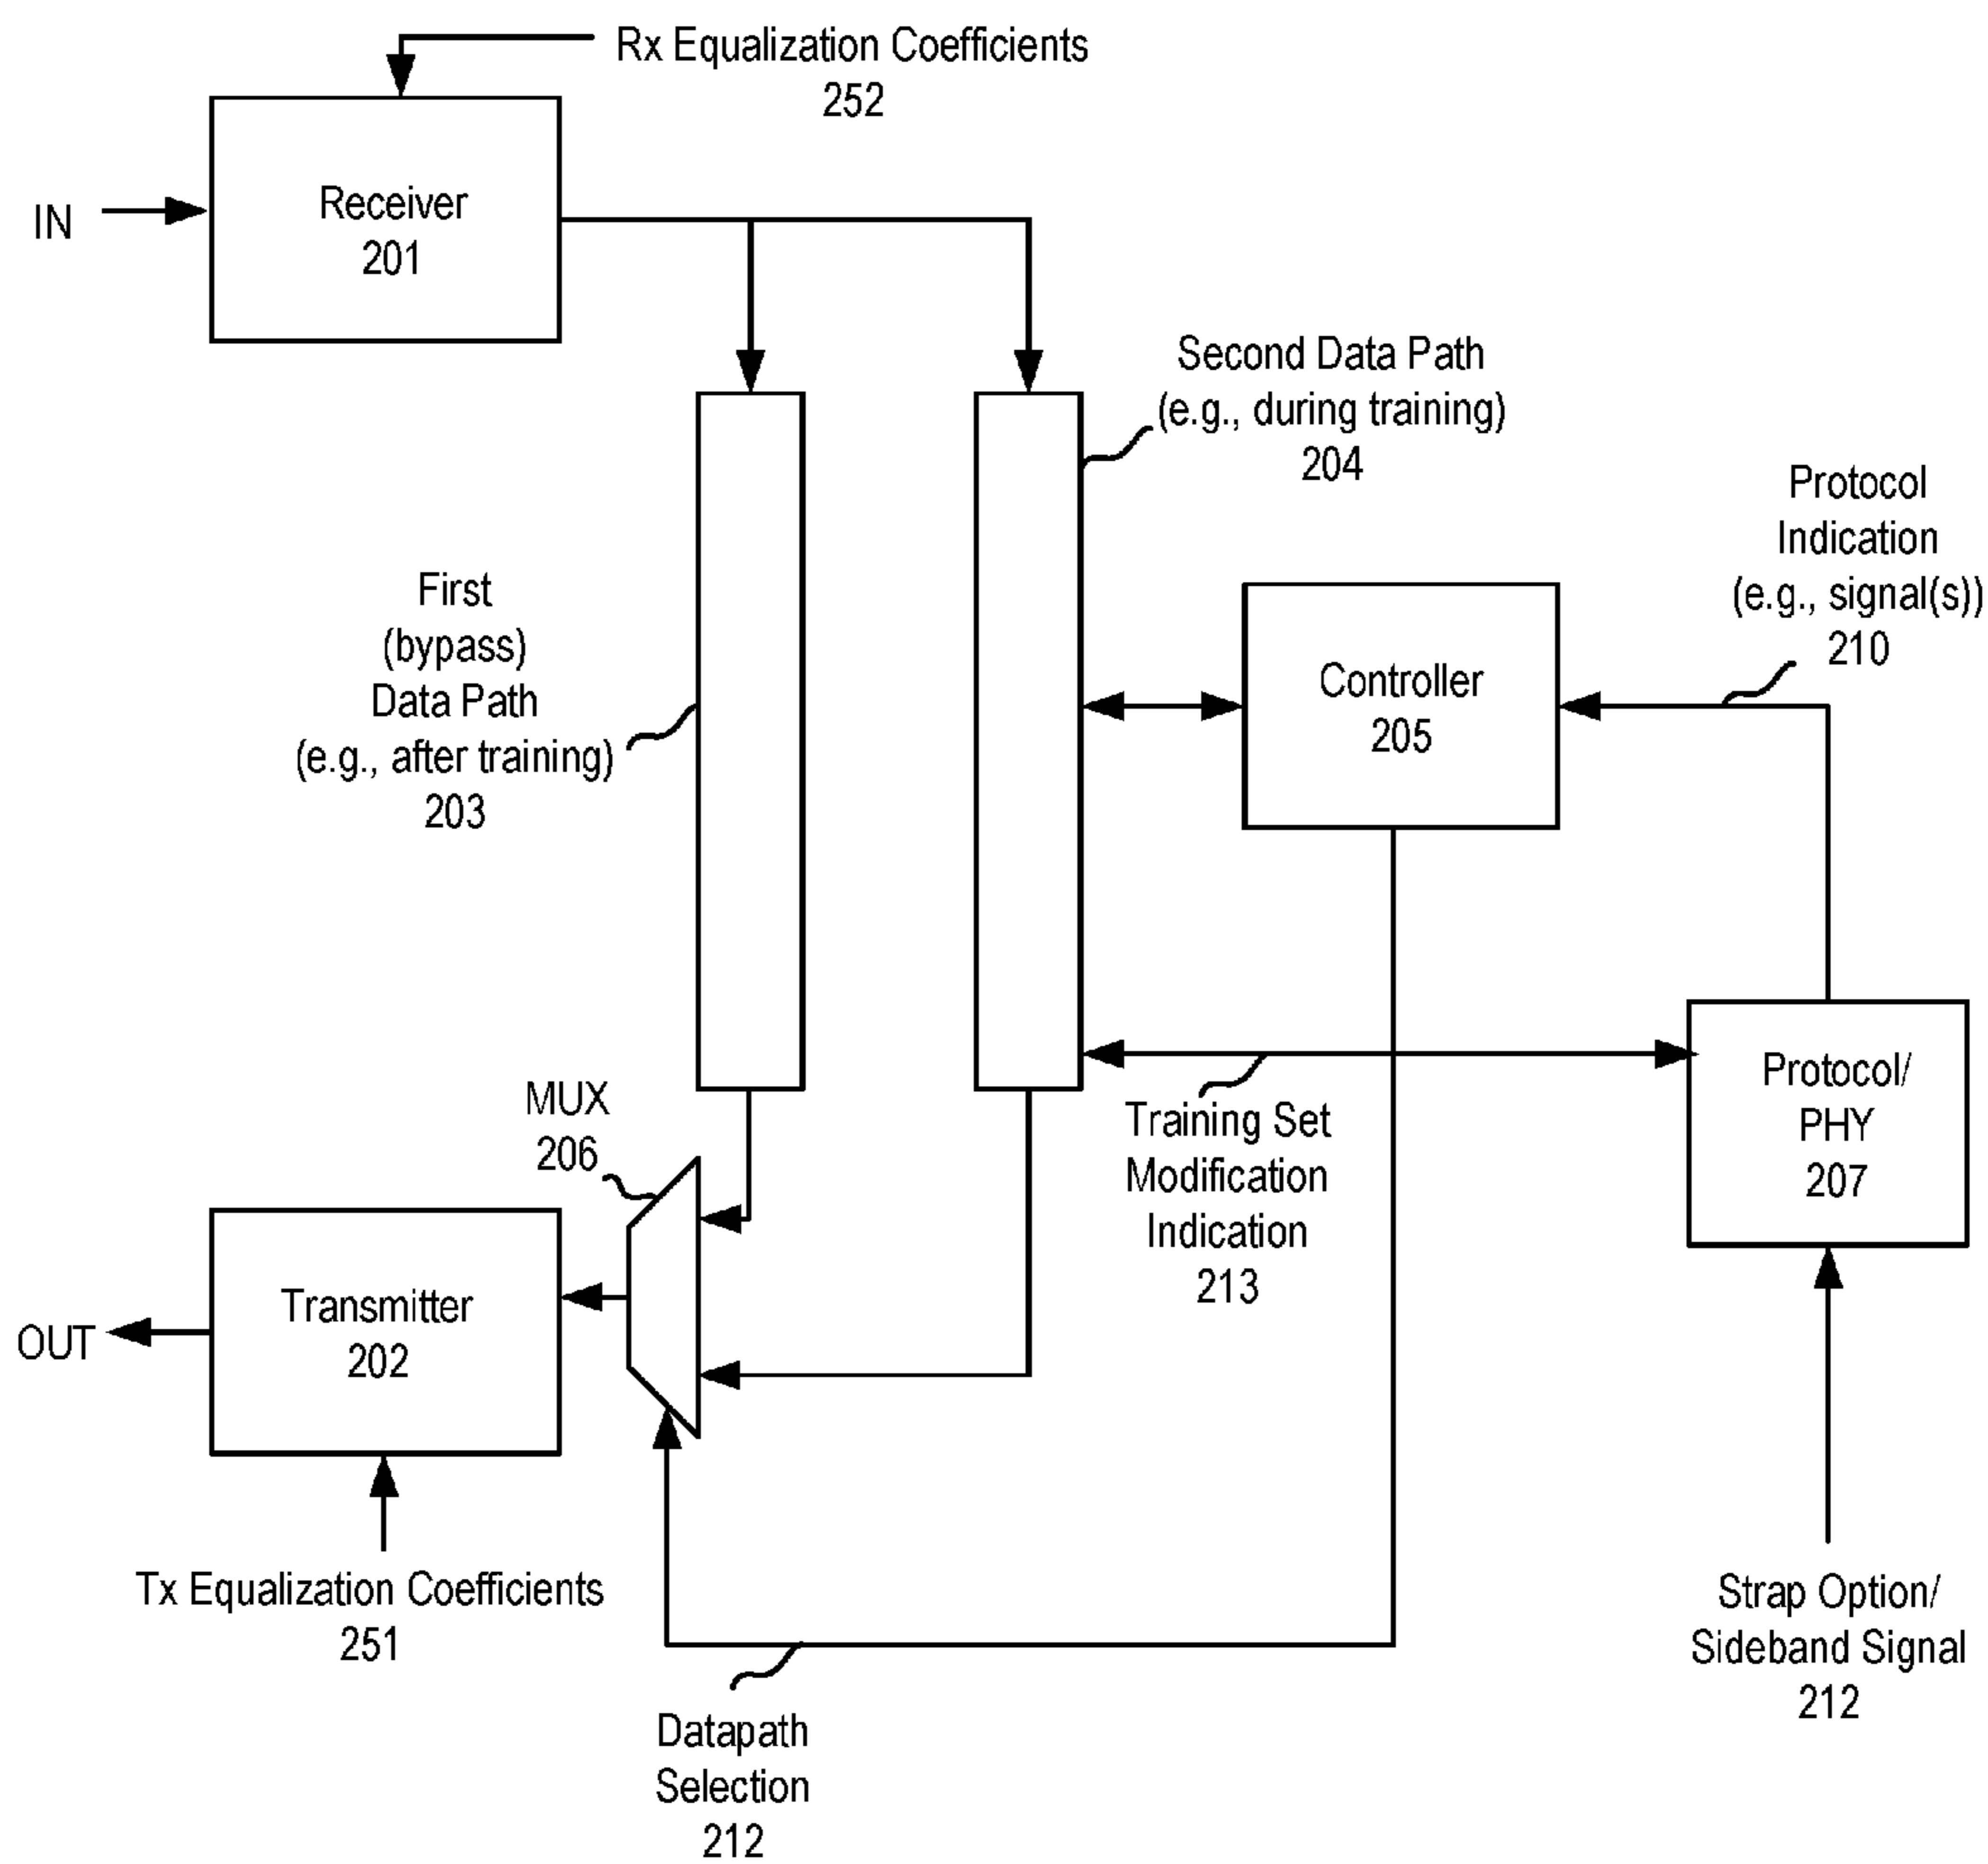 Rx Equalization Coefficients
252
IN
Receiver
201
Second Data Path
(e.g., during training)
204
Protocol
Indication
(e.g., signal(s))
210
First
(bypass)
Data Path
(e.g., after training)
203
Controller
205
MUX
206
Training Set
Modification
Indication
213
Protocol/
PHY
207
Transmitter
202
OUT
Tx Equalization Coefficients
251
Strap Option/
Sideband Signal
212
Datapath
Selection
212